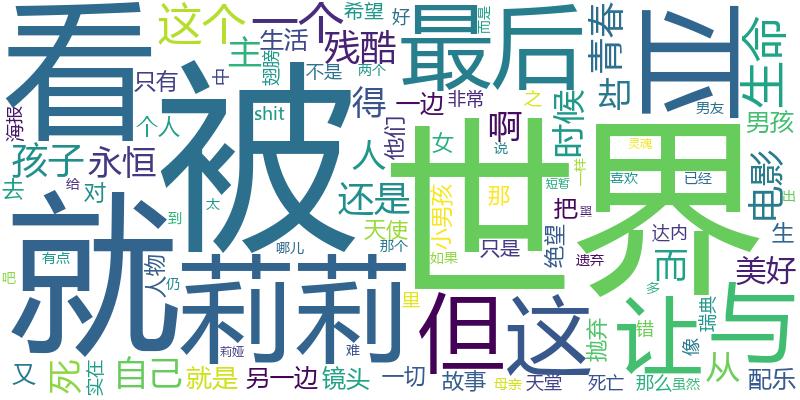 看
被
世界
就
莉莉
最后
亚
但
这
让
与
这个
一个
主
残酷
生活
希望
好
而是
翅膀
不是
两个
只有
中
个人
海报
shit
得
一边
非常
之
啊
时候
青春
岀
生命
男友
男孩
孩子
永恒
人
他们
女
说
一样
灵魂
喜欢
已经
电影
去
给
对
还是
天使
小男孩
那
短暂
把
翼
出
生
到
太
哪儿
那个
如果
只是
绝望
遗弃
达内
而
多
美好
吧
有点
人物
仍
莉娅
难
里
抛弃
错
像
瑞典
从
又
死
实在
自己
就是
另一边
镜头
一切
故事
母亲
天堂
死亡
那么
虽然
配乐